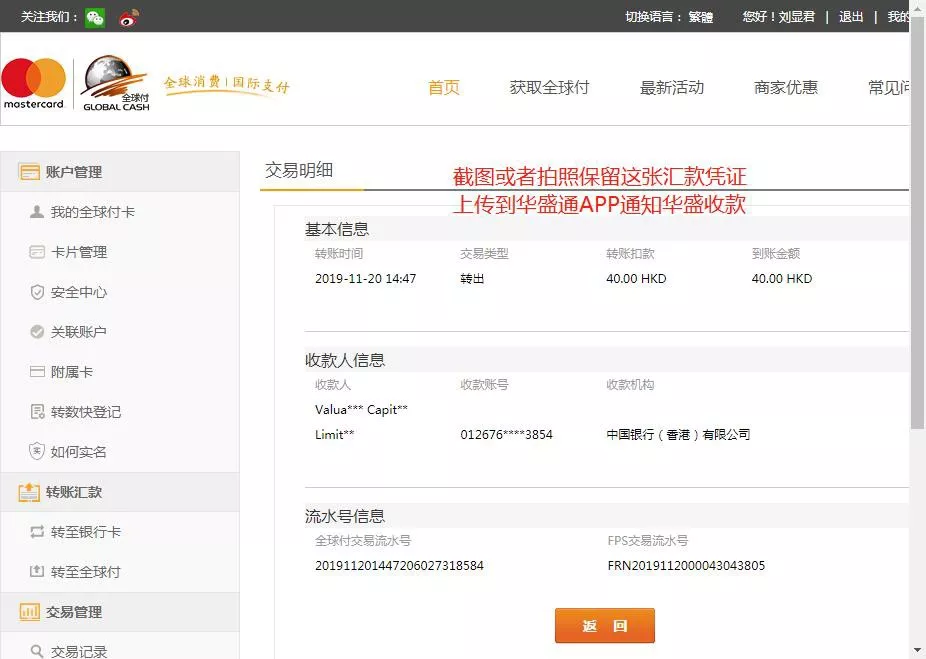 关注我们：
切换语言： 繁體 您好！刘显君 | 退出 | 我的
mastercard
全球付
GLOBAL CASH
全球消费 | 国际支付
首页 获取全球付 最新活动 商家优惠 常见问
账户管理
我的全球付卡
卡片管理
安全中心
关联账户
附属卡
转数快登记
如何实名
转账汇款
转至银行卡
转至全球付
交易管理
交易记录
交易明细
截图或者拍照保留这张汇款凭证
上传到华盛通APP通知华盛收款
基本信息
转账时间 交易类型 转账扣款 到账金额
2019-11-20 14:47 转出 40.00 HKD 40.00 HKD
收款人信息
收款人 收款账号 收款机构
Valua*** Capit**
Limit** 012676****3854 中国银行（香港）有限公司
流水号信息
全球付交易流水号 FPS交易流水号
201911201447206027318584 FRN2019112000043043805
返 回